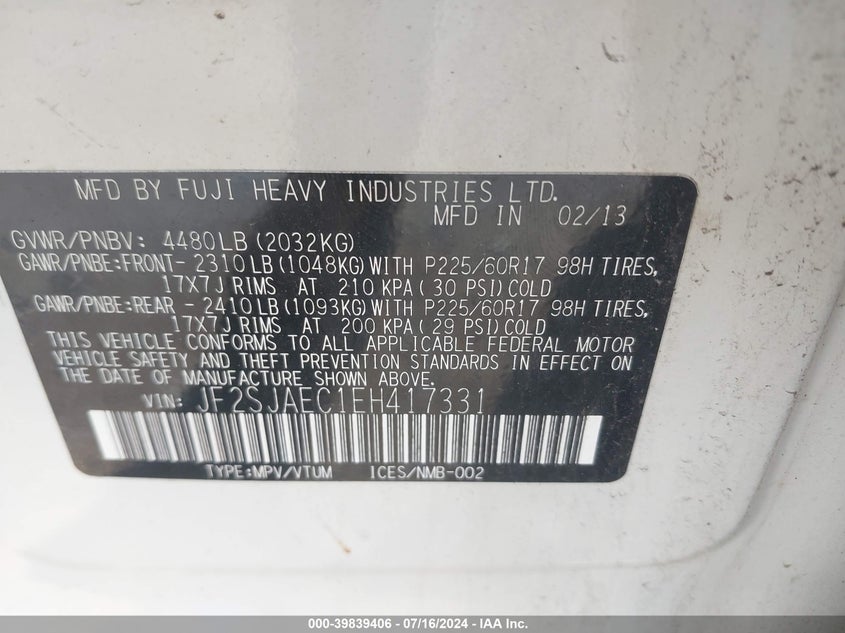 MFD BY FUJI HEAVY INDUSTRIES LTD.
MFD IN 02/13
GVWR/PNBV: 4480LB(2032KG)
GAWR/PNBE:FRONT- 2310LB(1048KG)WITH P225/60R17 98H TIRES,
17X7J RIMS AT 210 KPA( 30 PSI)COLD
GAWR/PNBE:REAR - 2410LB(1093KG)WITH P225/60R17 98H TIRES,
17X7J RIMS AT 200 KPA( 29 PSI)COLD
THIS VEHICLE CONFORMS TO ALL APPLICABLE FEDERAL MOTOR
VEHICLE SAFETY AND THEFT PREVENTION STANDARDS IN EFFECT ON
THE DATE OF MANUFACTURE SHOWN ABOVE.
VIN: JF2SJAEC1EH417331
TYPE:MPV/VTUM ICES/NMB-002
000-39839406 - 07/16/2024 - IAA Inc.